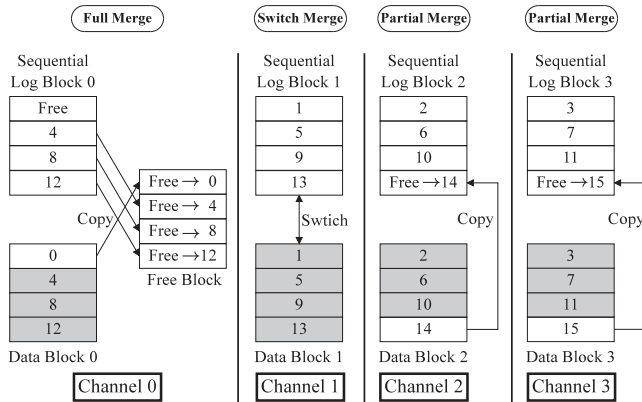 Full Merge
Sequential
Log Block 0
Free
4
8
12
Copy
Free → 0
Free → 4
Free → 8
Free →12
Free Block
0
4
8
12
Data Block 0
Channel 0
Switch Merge
Sequential
Log Block 1
1
5
9
13
Swtich
1
5
9
13
Data Block 1
Channel 1
Partial Merge
Sequential
Log Block 2
2
6
10
Free →14
Copy
2
6
10
14
Data Block 2
Channel 2
Partial Merge
Sequential
Log Block 3
3
7
11
Free →15
Copy
3
7
11
15
Data Block 3
Channel 3